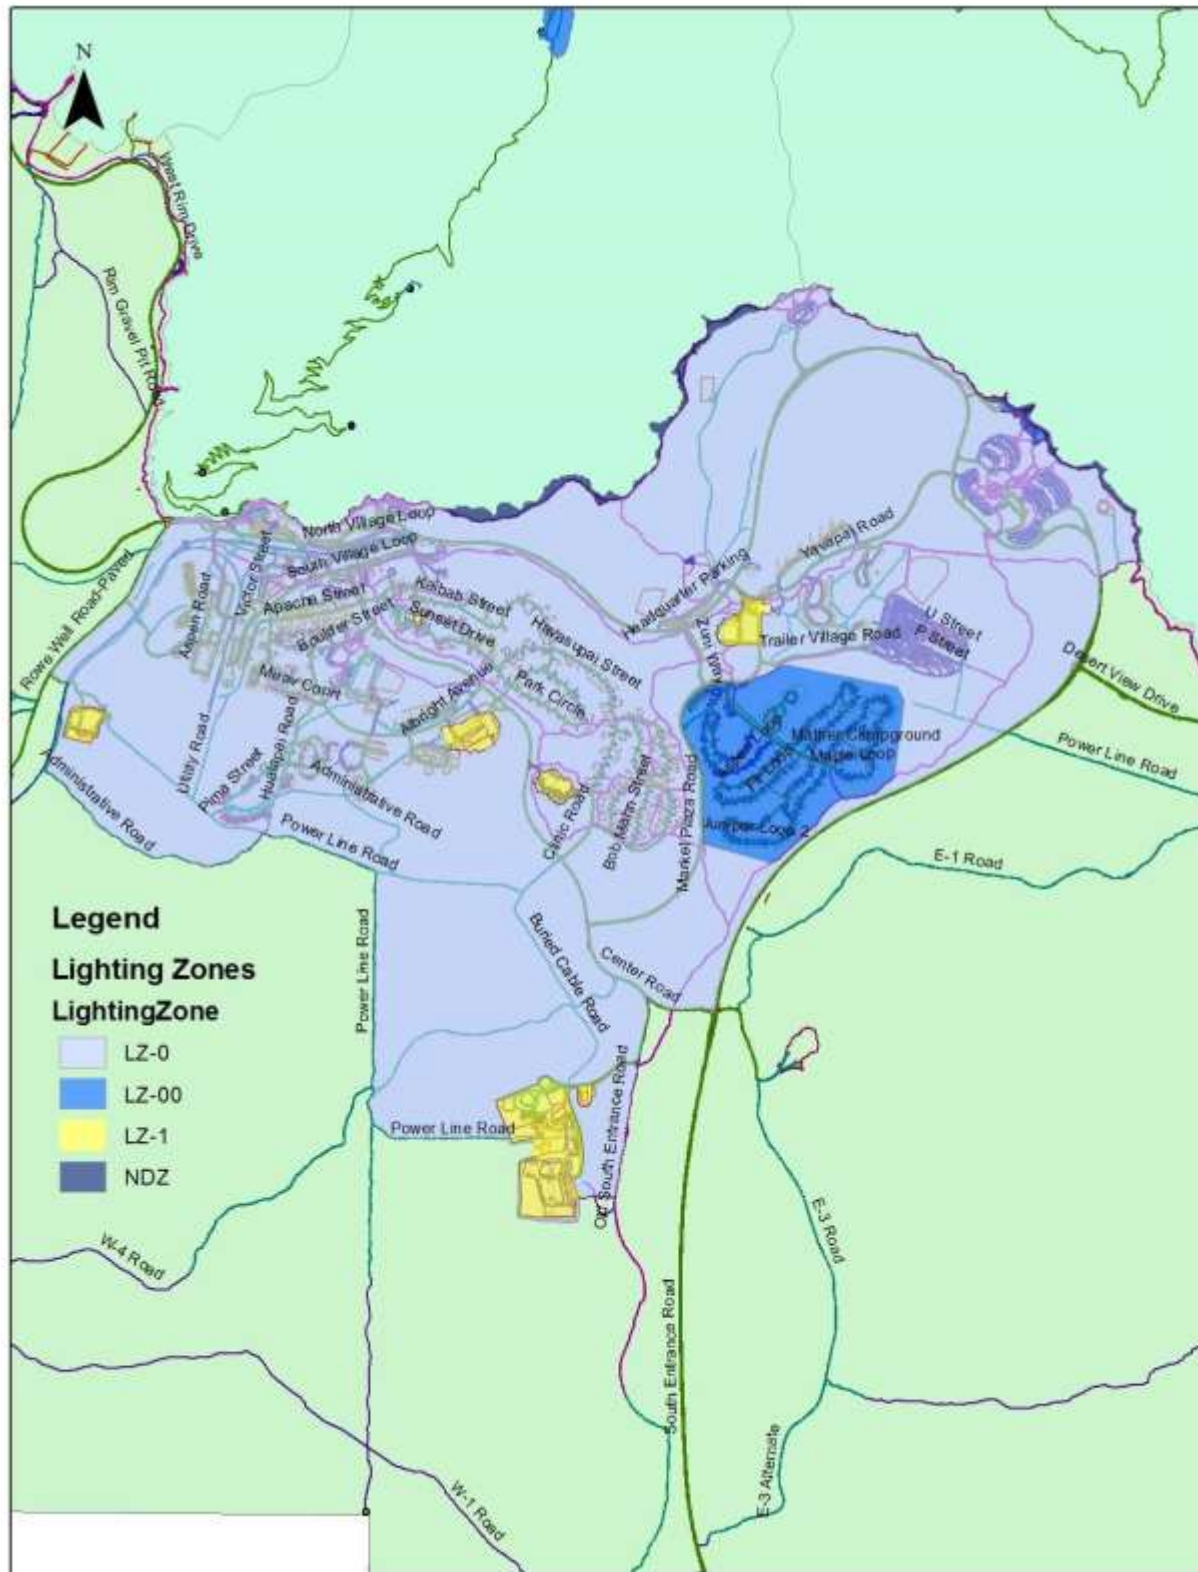 N
West Rim Drive
Rim Gravel Pit Road
North Village Loop
South Village Loop
Victor Street
Aspen Road
Apache Street
Boulder Street
Kaibab Street
Sunset Drive
Havasupai Street
Headquarter Parking
Yavapai Road
Zuni Way
Trailer Village Road
U Street
P Street
Desert View Drive
Power Line Road
Rowe Well Road-Paved
Park Circle
Albright Avenue
Mather Campground
Maple Loop
Juniper Loop 2
Utility Road
Pima Street
Hualapai Road
Administrative Road
Administrative Road
Power Line Road
Clinic Road
Bob Mann Street
Market Plaza Road
E-1 Road
Buried Cable Road
Center Road
Power Line Road
Legend
Lighting Zones
LightingZone
LZ-0
LZ-00
LZ-1
NDZ
Power Line Road
Old South Entrance Road
W-4 Road
E-3 Road
South Entrance Road
E-3 Alternate
W-1 Road